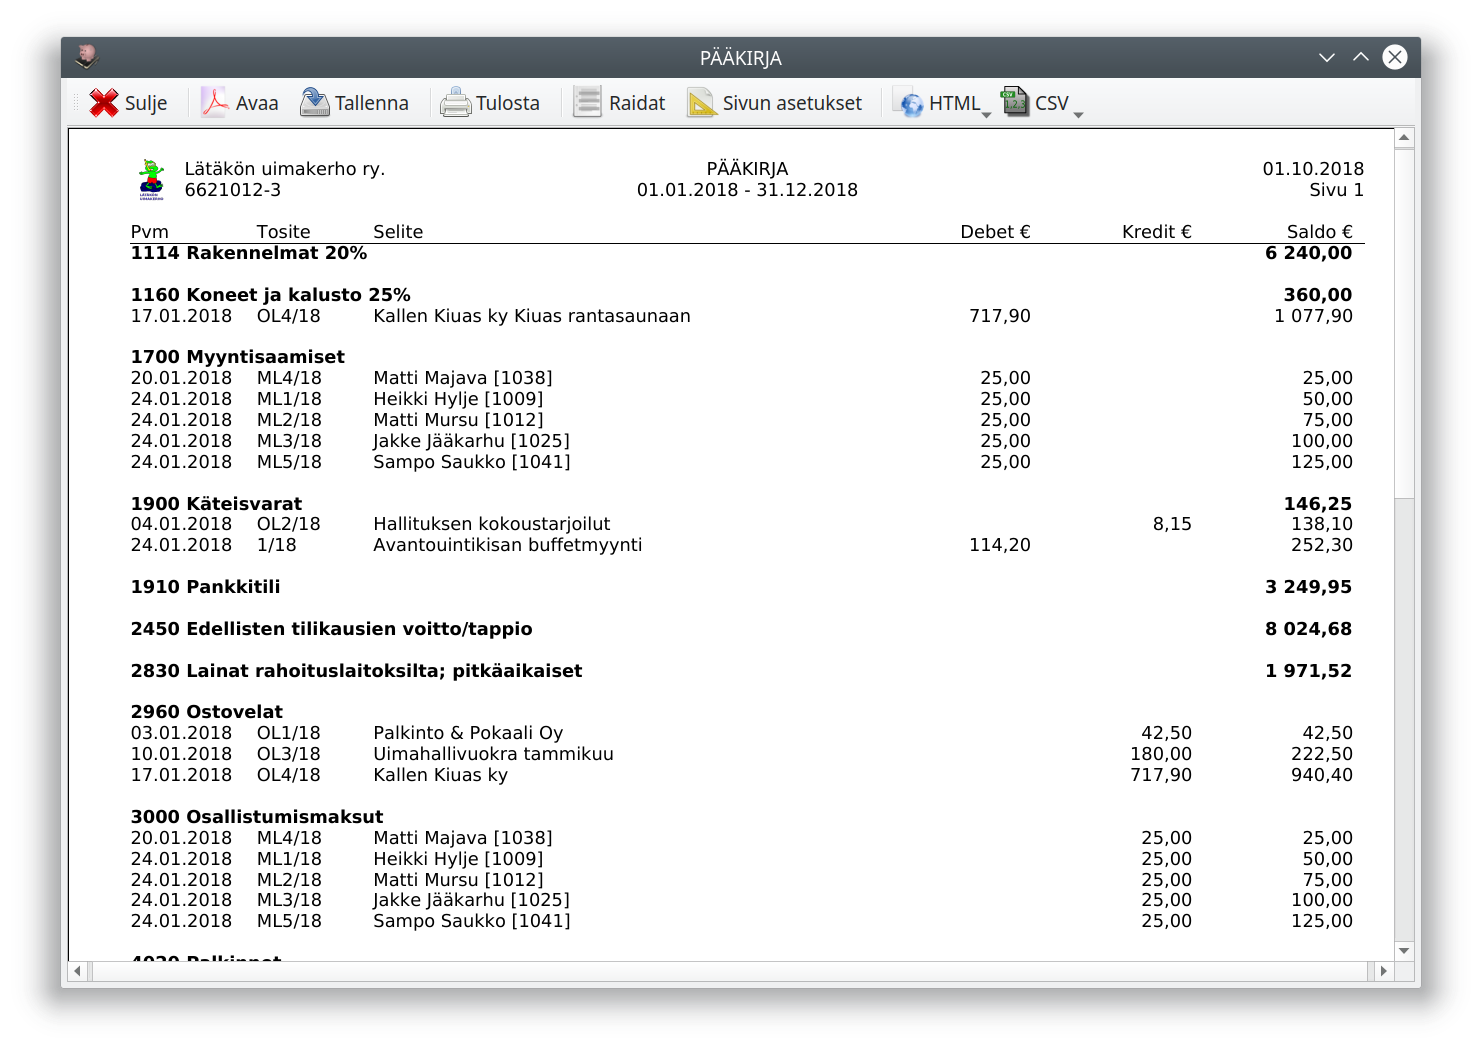 PÄÄKIRJA
Sulje Avaa Tallenna Tulosta Raidat Sivun asetukset HTML CSV
Lätäkön uimakerho ry. PÄÄKIRJA 01.10.2018
6621012-3 01.01.2018 - 31.12.2018 Sivu 1
Pvm Tosite Selite Debet € Kredit € Saldo €
1114 Rakennelmat 20% 6 240,00
1160 Koneet ja kalusto 25% 360,00
17.01.2018 OL4/18 Kallen Kiuas ky Kiuas rantasaunaan 717,90 1 077,90
1700 Myyntisaamiset
20.01.2018 ML4/18 Matti Majava [1038] 25,00 25,00
24.01.2018 ML1/18 Heikki Hylje [1009] 25,00 50,00
24.01.2018 ML2/18 Matti Mursu [1012] 25,00 75,00
24.01.2018 ML3/18 Jakke Jääkarhu [1025] 25,00 100,00
24.01.2018 ML5/18 Sampo Saukko [1041] 25,00 125,00
1900 Käteisvarat 146,25
04.01.2018 OL2/18 Hallituksen kokoustarjoilut 8,15 138,10
24.01.2018 1/18 Avantouintikisan buffetmyynti 114,20 252,30
1910 Pankkitili 3 249,95
2450 Edellisten tilikausien voitto/tappio 8 024,68
2830 Lainat rahoituslaitoksilta; pitkäaikaiset 1 971,52
2960 Ostovelat
03.01.2018 OL1/18 Palkinto & Pokaali Oy 42,50 42,50
10.01.2018 OL3/18 Uimahallivuokra tammikuu 180,00 222,50
17.01.2018 OL4/18 Kallen Kiuas ky 717,90 940,40
3000 Osallistumismaksut
20.01.2018 ML4/18 Matti Majava [1038] 25,00 25,00
24.01.2018 ML1/18 Heikki Hylje [1009] 25,00 50,00
24.01.2018 ML2/18 Matti Mursu [1012] 25,00 75,00
24.01.2018 ML3/18 Jakke Jääkarhu [1025] 25,00 100,00
24.01.2018 ML5/18 Sampo Saukko [1041] 25,00 125,00